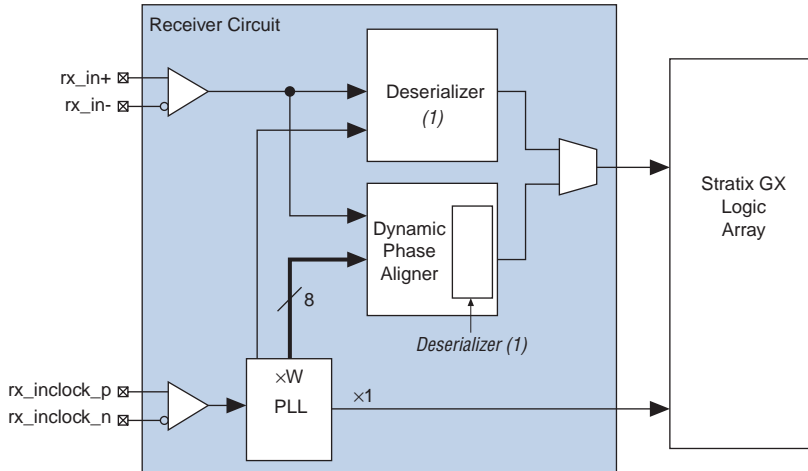 Receiver Circuit
rx_in+
rx_in-
Deserializer
(1)
Stratix GX
Logic
Array
Dynamic
Phase
Aligner
8
Deserializer (1)
rx_inclock_p
rx_inclock_n
×W
PLL
×1